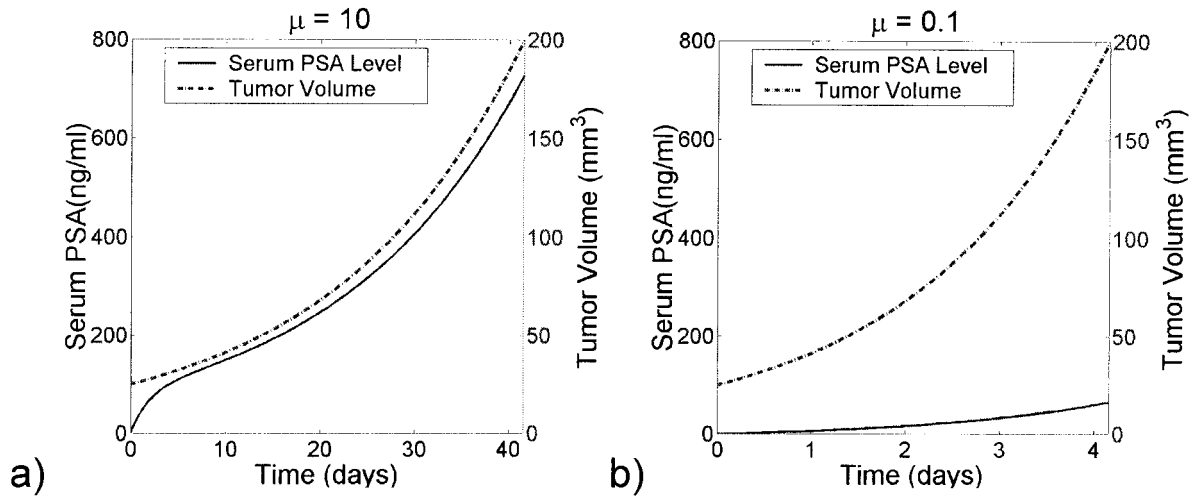 μ = 10
Serum PSA Level
Tumor Volume
Serum PSA(ng/ml)
800
600
400
200
0
0
10
20
30
40
Time (days)
200
150
100
50
0
Tumor Volume (mm³)
a)
μ = 0.1
Serum PSA Level
Tumor Volume
Serum PSA(ng/ml)
800
600
400
200
0
0
1
2
3
4
Time (days)
200
150
100
50
0
Tumor Volume (mm³)
b)